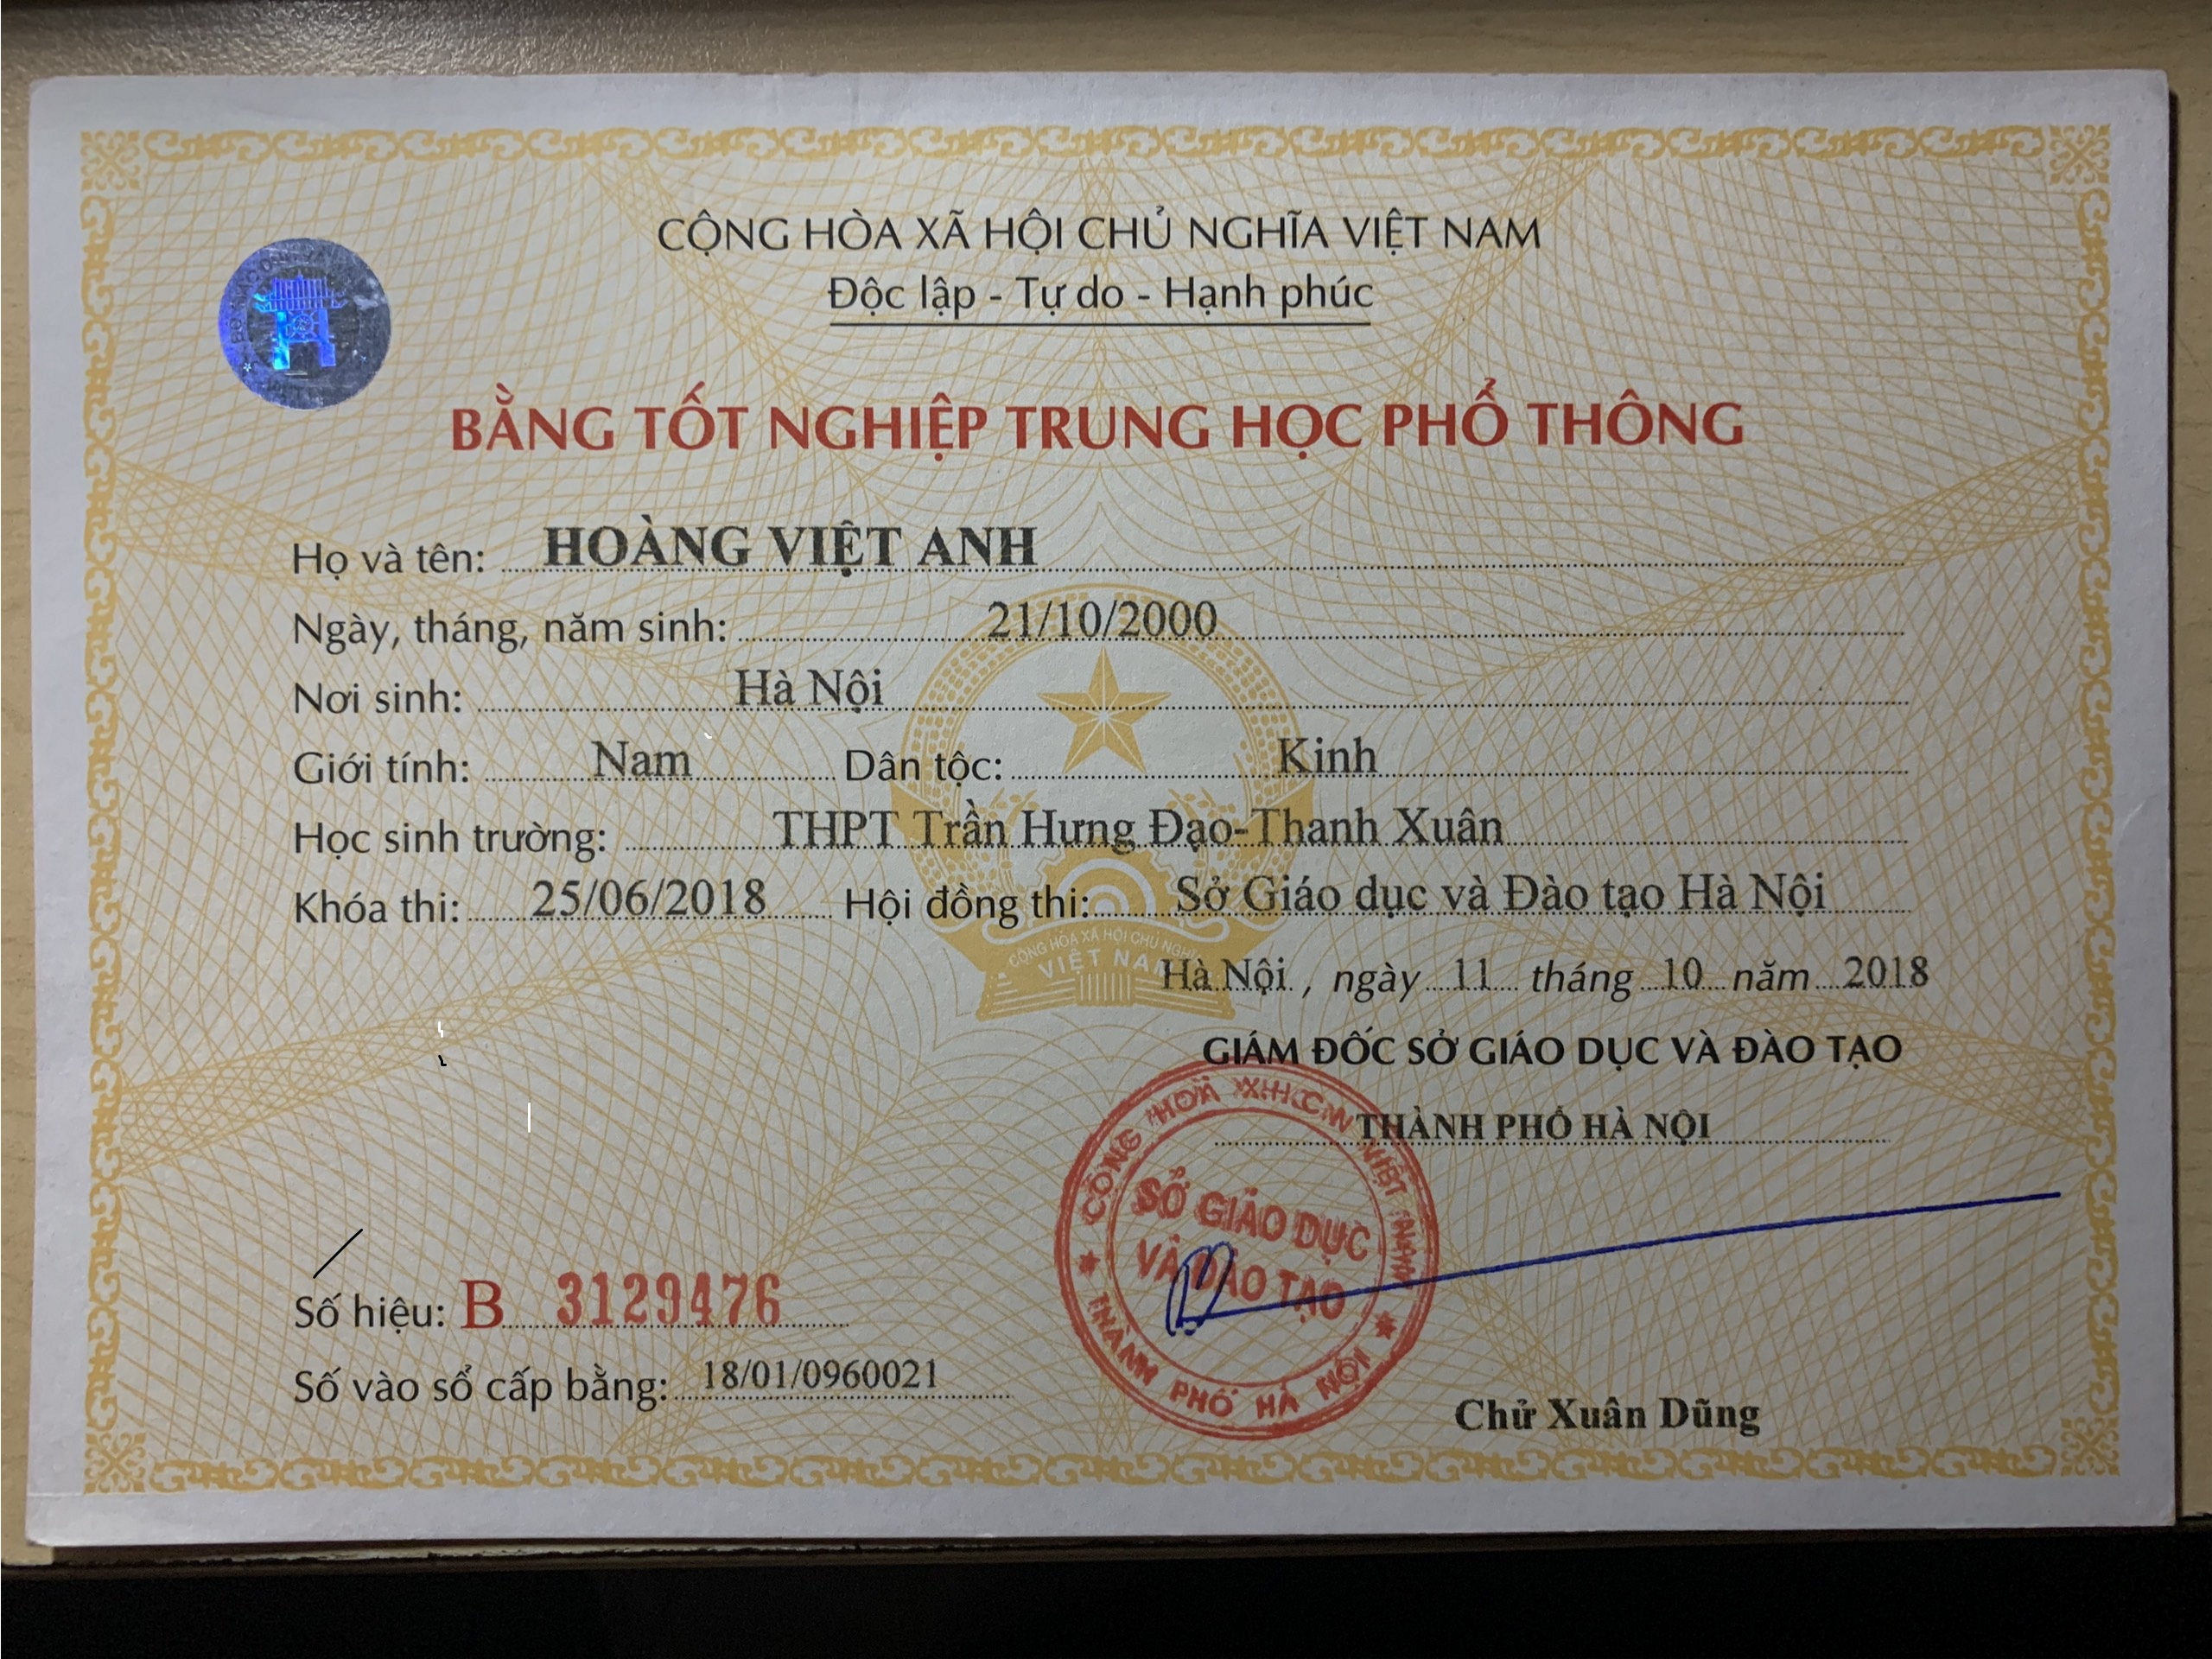 CỘNG HÒA XÃ HỘI CHỦ NGHĨA VIỆT NAM
Độc lập - Tự do - Hạnh phúc
BẰNG TỐT NGHIỆP TRUNG HỌC PHỔ THÔNG
Họ và tên: HOÀNG VIỆT ANH
Ngày, tháng, năm sinh: 21/10/2000
Nơi sinh: Hà Nội
Giới tính: Nam Dân tộc: Kinh
Học sinh trường: THPT Trần Hưng Đạo-Thanh Xuân
Khóa thi: 25/06/2018 Hội đồng thi: Sở Giáo dục và Đào tạo Hà Nội
CỘNG HÒA XÃ HỘI CHỦ NGHĨA
VIỆT NAM
Hà Nội, ngày 11 tháng 10 năm 2018
GIÁM ĐỐC SỞ GIÁO DỤC VÀ ĐÀO TẠO
THÀNH PHỐ HÀ NỘI
CỘNG HOÀ XHCN VIỆT NAM
SỞ GIÁO DỤC
VÀ ĐÀO TẠO
THÀNH PHỐ HÀ NỘI
Số hiệu: B 3129476
Số vào sổ cấp bằng: 18/01/0960021
Chử Xuân Dũng